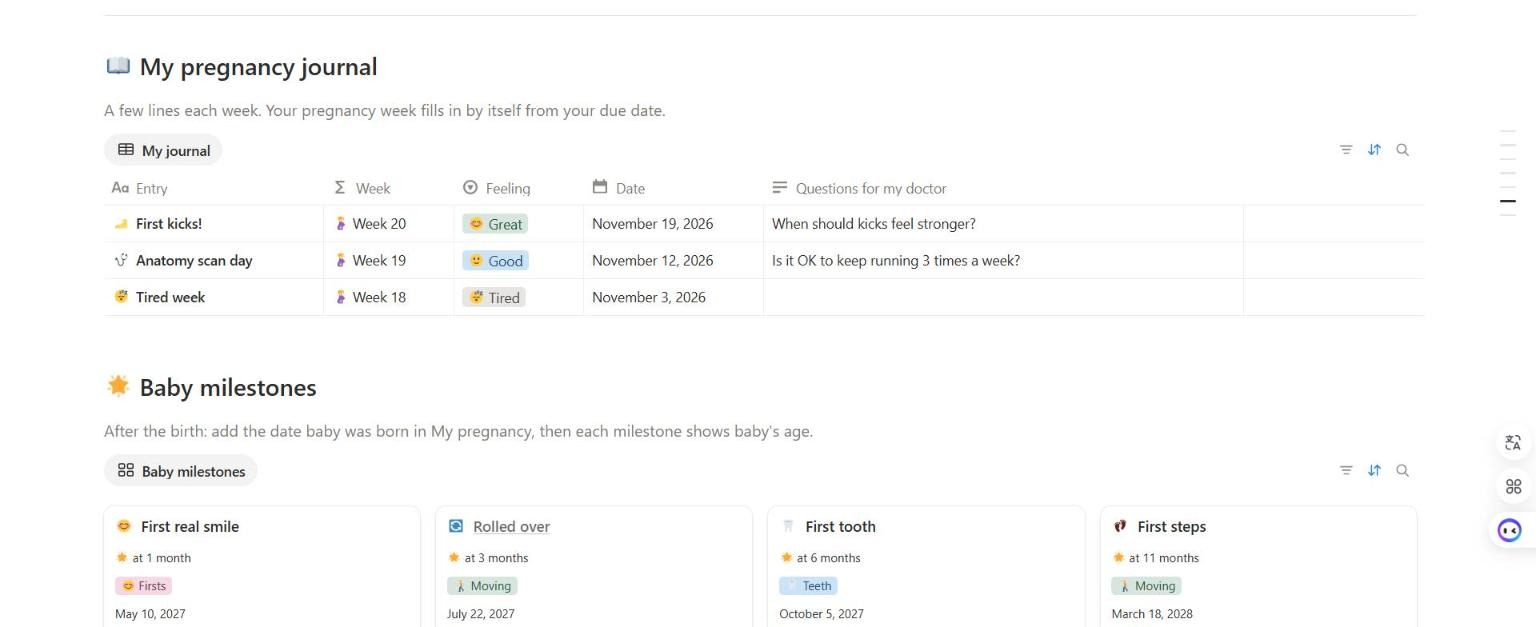 My pregnancy journal
A few lines each week. Your pregnancy week fills in by itself from your due date.
My journal
Aa Entry Σ Week Feeling Date Questions for my doctor
First kicks! Week 20 Great November 19, 2026 When should kicks feel stronger?
Anatomy scan day Week 19 Good November 12, 2026 Is it OK to keep running 3 times a week?
Tired week Week 18 Tired November 3, 2026
Baby milestones
After the birth: add the date baby was born in My pregnancy, then each milestone shows baby's age.
Baby milestones
First real smile Rolled over First tooth First steps
at 1 month at 3 months at 6 months at 11 months
Firsts Moving Teeth Moving
May 10, 2027 July 22, 2027 October 5, 2027 March 18, 2028